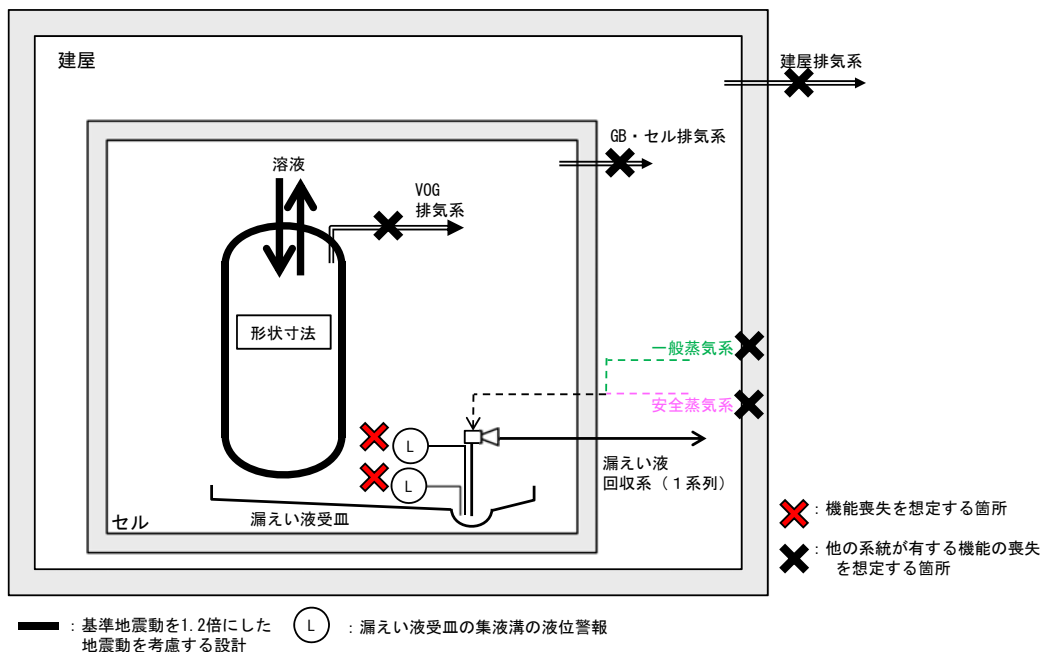 建屋
建屋排気系
GB・セル排気系
溶液
VOG
排気系
形状寸法
一般蒸気系
安全蒸気系
L
L
漏えい液
回収系（１系列）
漏えい液受皿
セル
：機能喪失を想定する箇所
：他の系統が有する機能の喪失
を想定する箇所
：基準地震動を1.2倍にした
地震動を考慮する設計
L
：漏えい液受皿の集液溝の液位警報